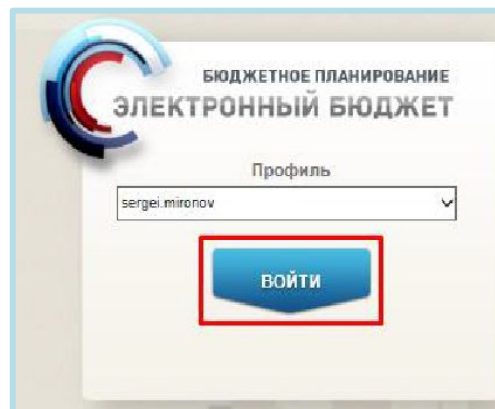 БЮДЖЕТНОЕ ПЛАНИРОВАНИЕ
ЭЛЕКТРОННЫЙ БЮДЖЕТ
Профиль
sergei.mironov
ВОЙТИ